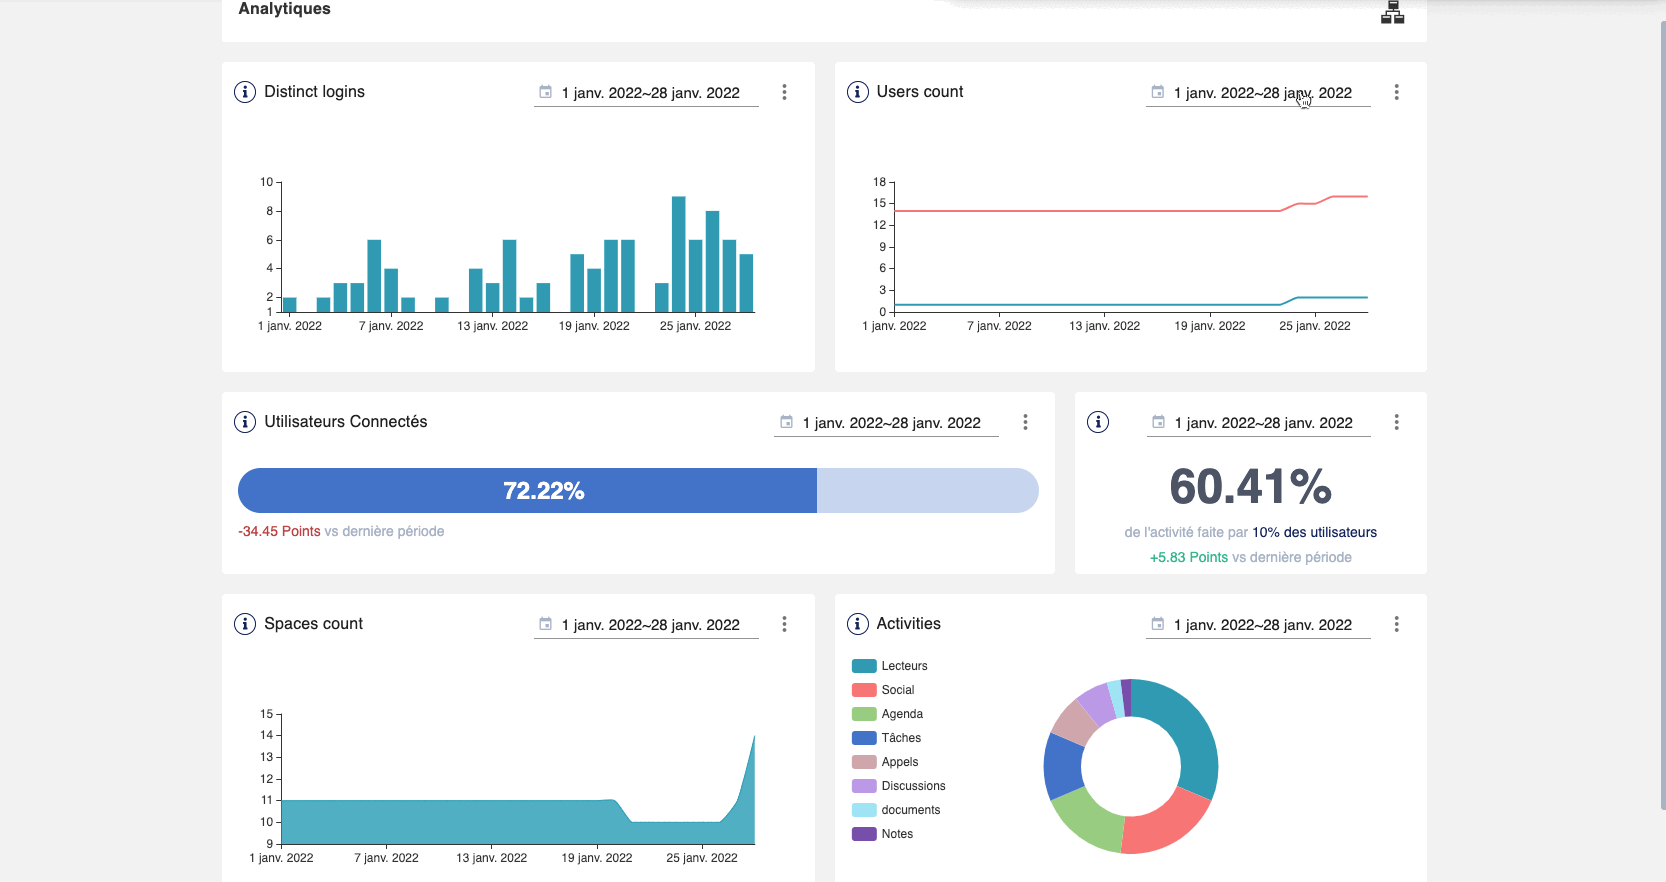 Analytiques
Distinct logins
1 janv. 2022~28 janv. 2022
10
8
6
4
2
1
1 janv. 2022 7 janv. 2022 13 janv. 2022 19 janv. 2022 25 janv. 2022
Users count
1 janv. 2022~28 janv. 2022
18
15
12
9
6
3
0
1 janv. 2022 7 janv. 2022 13 janv. 2022 19 janv. 2022 25 janv. 2022
Utilisateurs Connectés
1 janv. 2022~28 janv. 2022
72.22%
-34.45 Points vs dernière période
1 janv. 2022~28 janv. 2022
60.41%
de l'activité faite par 10% des utilisateurs
+5.83 Points vs dernière période
Spaces count
1 janv. 2022~28 janv. 2022
15
14
13
12
11
10
9
1 janv. 2022 7 janv. 2022 13 janv. 2022 19 janv. 2022 25 janv. 2022
Activities
1 janv. 2022~28 janv. 2022
Lecteurs
Social
Agenda
Tâches
Appels
Discussions
documents
Notes